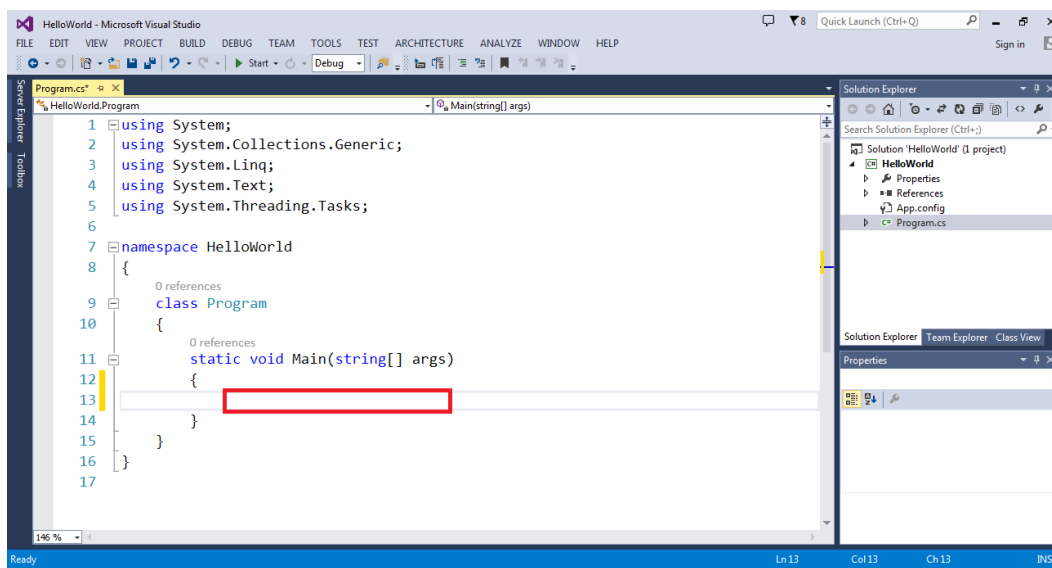 HelloWorld - Microsoft Visual Studio
8
Quick Launch (Ctrl+Q)
FILE EDIT VIEW PROJECT BUILD DEBUG TEAM TOOLS TEST ARCHITECTURE ANALYZE WINDOW HELP
Sign in
Start Debug
Server Explorer
Toolbox
Program.cs*
HelloWorld.Program
Main(string[] args)
1 using System;
2 using System.Collections.Generic;
3 using System.Linq;
4 using System.Text;
5 using System.Threading.Tasks;
6
7 namespace HelloWorld
8 {
0 references
9 class Program
10 {
0 references
11 static void Main(string[] args)
12 {
13
14 }
15 }
16 }
17
146 %
Solution Explorer
Search Solution Explorer (Ctrl+;)
Solution 'HelloWorld' (1 project)
C# HelloWorld
Properties
References
App.config
C# Program.cs
Solution Explorer Team Explorer Class View
Properties
Ready
Ln 13 Col 13 Ch 13 INS